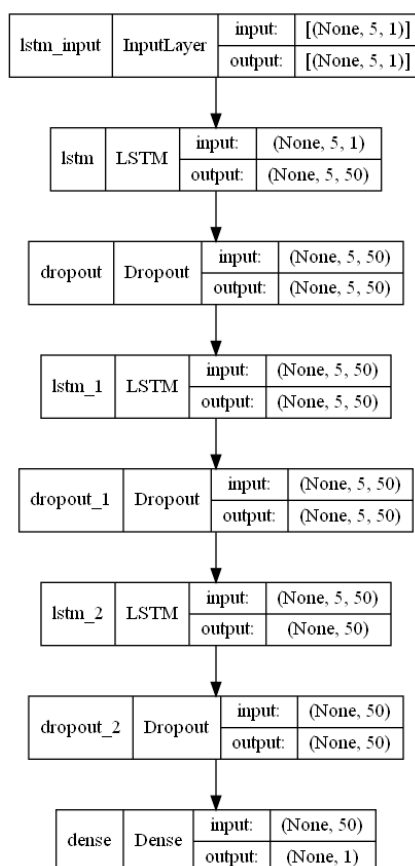 lstm_input InputLayer input: [(None, 5, 1)]
output: [(None, 5, 1)]
lstm LSTM input: (None, 5, 1)
output: (None, 5, 50)
dropout Dropout input: (None, 5, 50)
output: (None, 5, 50)
lstm_1 LSTM input: (None, 5, 50)
output: (None, 5, 50)
dropout_1 Dropout input: (None, 5, 50)
output: (None, 5, 50)
lstm_2 LSTM input: (None, 5, 50)
output: (None, 50)
dropout_2 Dropout input: (None, 50)
output: (None, 50)
dense Dense input: (None, 50)
output: (None, 1)